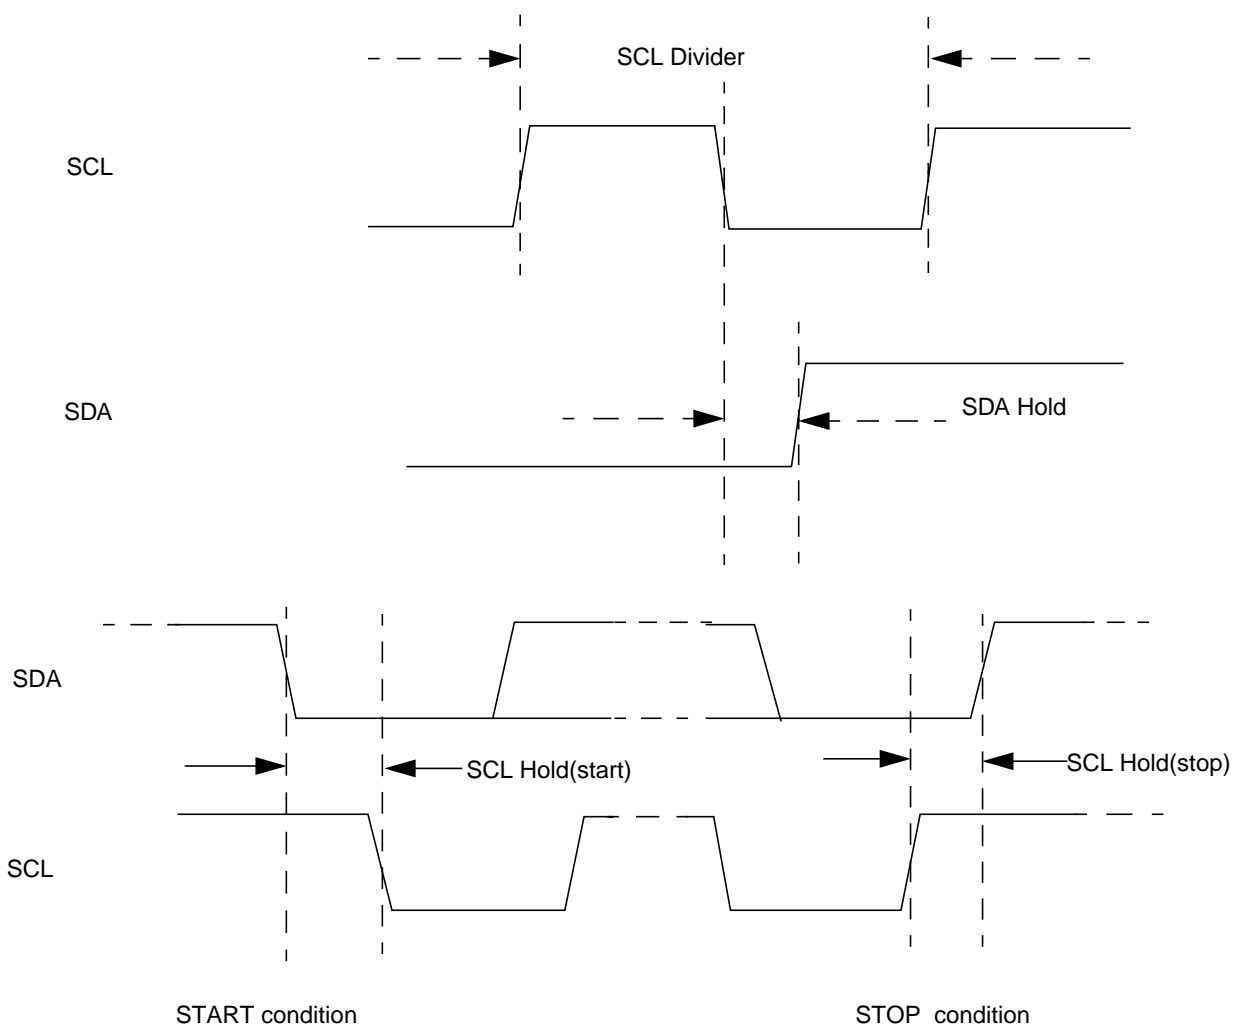 SCL Divider
SCL
SDA
SDA Hold
SDA
SCL Hold(start)
SCL Hold(stop)
SCL
START condition
STOP condition